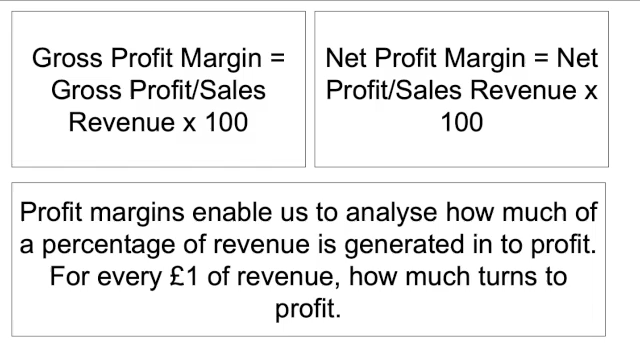 Gross Profit Margin =
Gross Profit/Sales
Revenue x 100
Net Profit Margin = Net
Profit/Sales Revenue x
100
Profit margins enable us to analyse how much of
a percentage of revenue is generated in to profit.
For every £1 of revenue, how much turns to
profit.